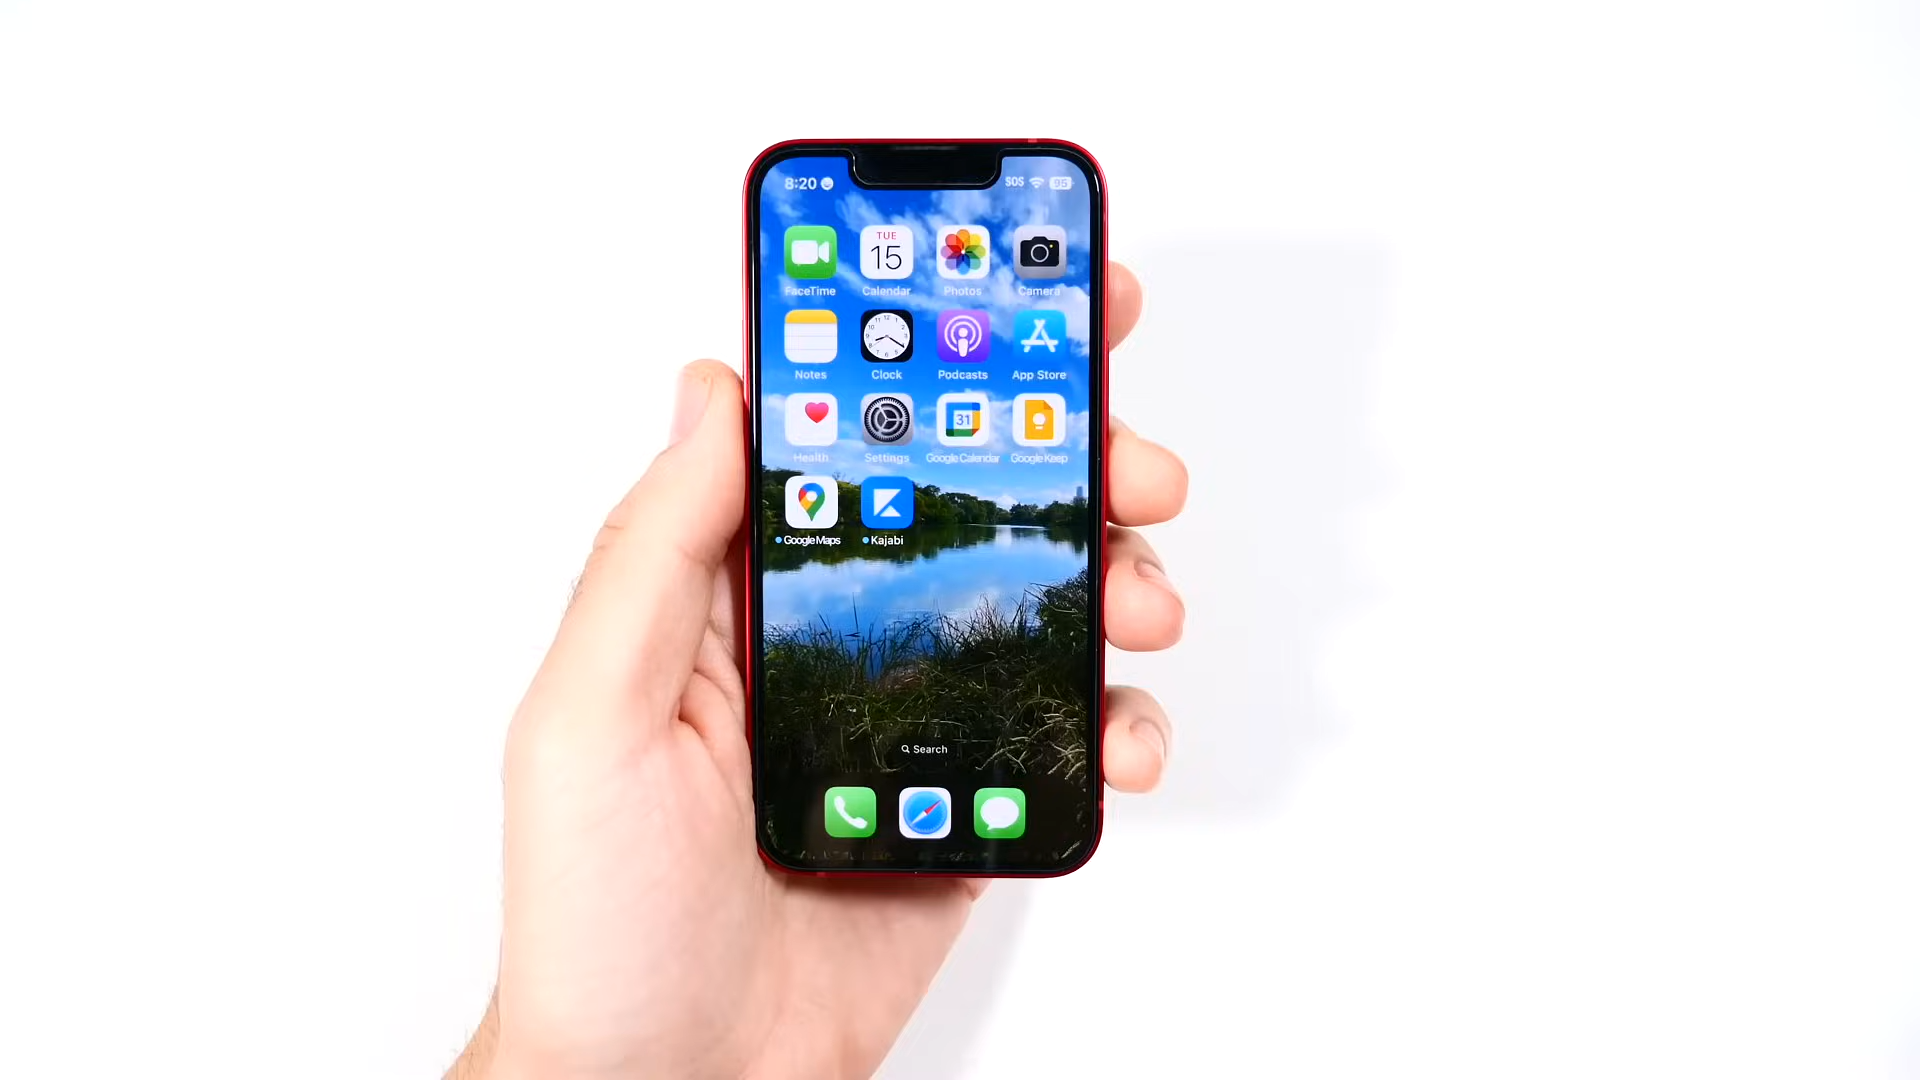 8:20 SOS 95
TUE
15
FaceTime Calendar Photos Camera
Notes Clock Podcasts App Store
31
Health Settings Google Calendar Google Keep
Google Maps Kajabi
Search